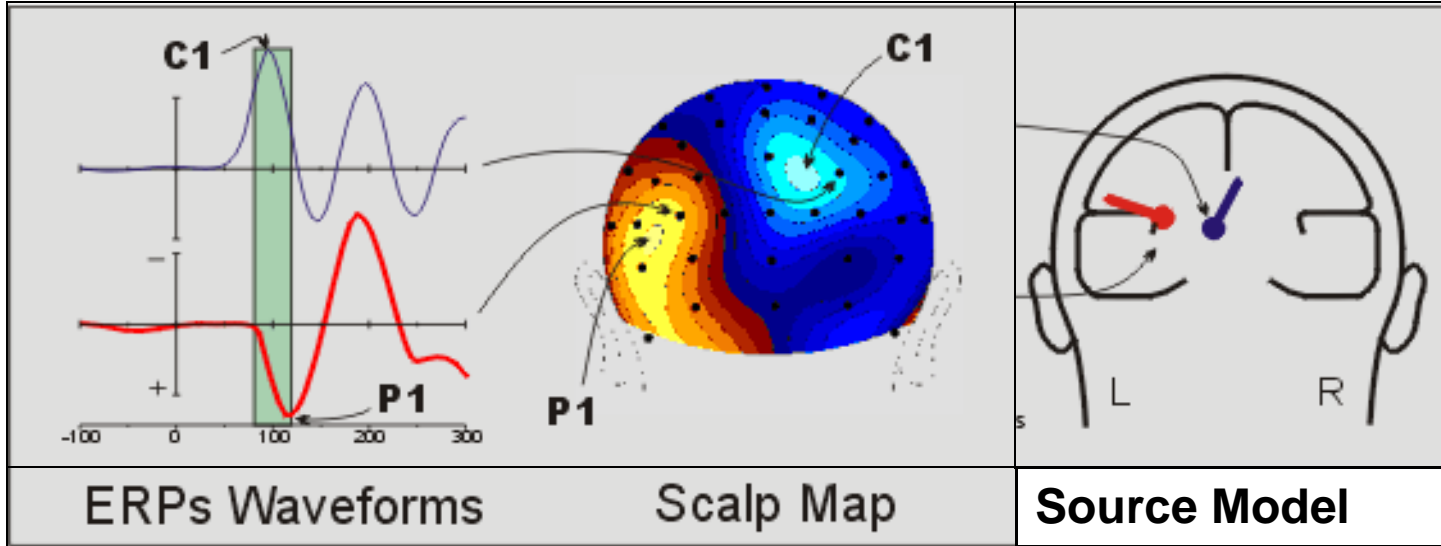 C1
C1
−
+
P1
P1
-100 0 100 200 300
L R
s
ERPs Waveforms
Scalp Map
Source Model